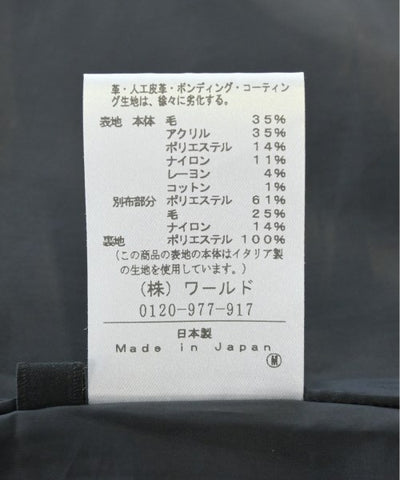 革・人工皮革・ボンディング・コーティン
グ生地は、徐々に劣化する。
表地 本体 毛 35%
アクリル 35%
ポリエステル 14%
ナイロン 11%
レーヨン 4%
コットン 1%
別布部分 ポリエステル 61%
毛 25%
ナイロン 14%
裏地 ポリエステル 100%
(この商品の表地の本体はイタリア製
の生地を使用しています。)
(株)ワールド
0120-977-917
日本製
Made in Japan
M